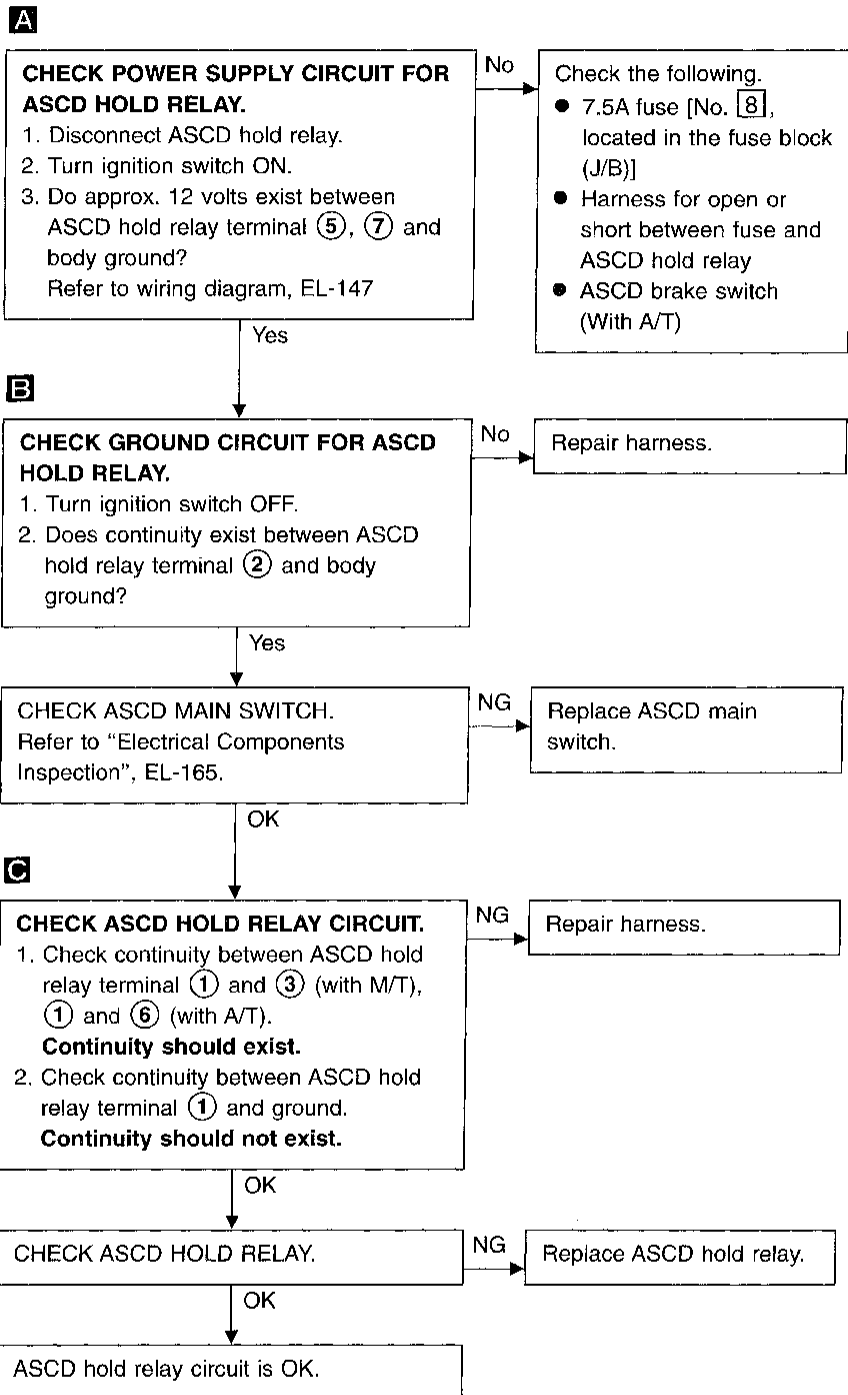 A
CHECK POWER SUPPLY CIRCUIT FOR
ASCD HOLD RELAY.
1. Disconnect ASCD hold relay.
2. Turn ignition switch ON.
3. Do approx. 12 volts exist between
ASCD hold relay terminal ⑤, ⑦ and
body ground?
Refer to wiring diagram, EL-147
No
Check the following.
● 7.5A fuse [No. 8,
located in the fuse block
(J/B)]
● Harness for open or
short between fuse and
ASCD hold relay
● ASCD brake switch
(With A/T)
Yes
B
CHECK GROUND CIRCUIT FOR ASCD
HOLD RELAY.
1. Turn ignition switch OFF.
2. Does continuity exist between ASCD
hold relay terminal ② and body
ground?
No
Repair harness.
Yes
CHECK ASCD MAIN SWITCH.
Refer to “Electrical Components
Inspection”, EL-165.
NG
Replace ASCD main
switch.
OK
C
CHECK ASCD HOLD RELAY CIRCUIT.
1. Check continuity between ASCD hold
relay terminal ① and ③ (with M/T),
① and ⑥ (with A/T).
Continuity should exist.
2. Check continuity between ASCD hold
relay terminal ① and ground.
Continuity should not exist.
NG
Repair harness.
OK
CHECK ASCD HOLD RELAY.
NG
Replace ASCD hold relay.
OK
ASCD hold relay circuit is OK.